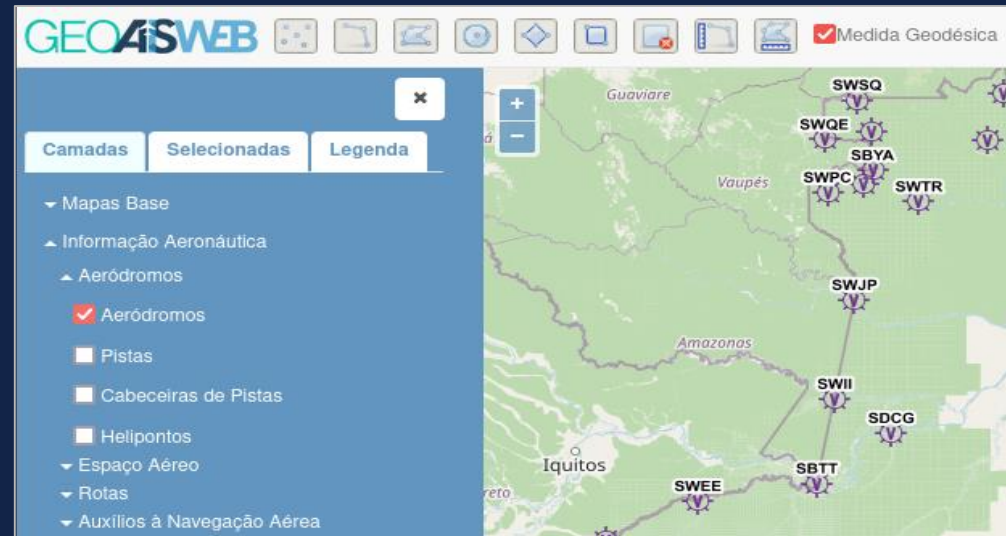 GEOAISWEB
Medida Geodésica
Camadas
Selecionadas
Legenda
Mapas Base
Informação Aeronáutica
Aeródromos
Aeródromos
Pistas
Cabeceiras de Pistas
Helipontos
Espaço Aéreo
Rotas
Auxílios à Navegação Aérea
+
−
Guaviare
SWSQ
SWQE
SBYA
Vaupés
SWPC
SWTR
SWJP
Amazonas
SWII
SDCG
Iquitos
SBTT
SWEE